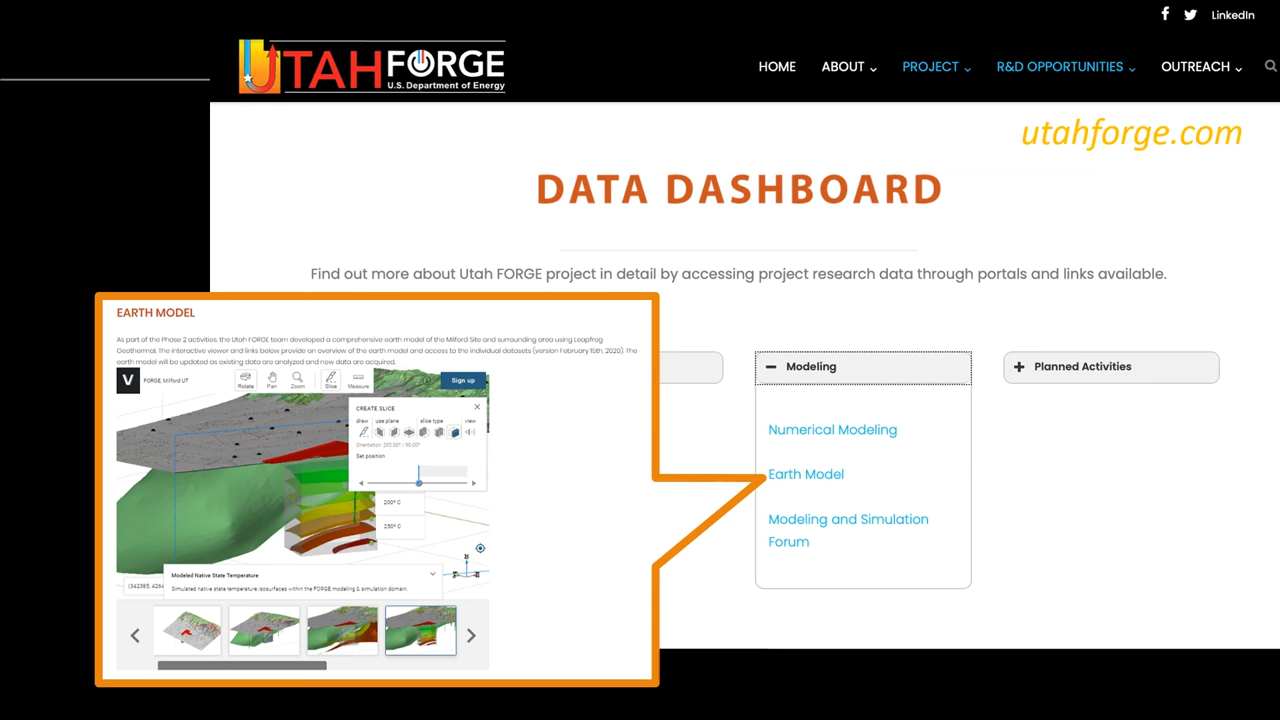 LinkedIn
UTAH FORGE
U.S. Department of Energy
HOME ABOUT PROJECT R&D OPPORTUNITIES OUTREACH
utahforge.com
DATA DASHBOARD
Find out more about Utah FORGE project in detail by accessing project research data through portals and links available.
Modeling
Planned Activities
Numerical Modeling
Earth Model
Modeling and Simulation
Forum
EARTH MODEL
As part of the Phase 2 activities, the Utah FORGE team developed a comprehensive earth model of the Milford Site and surrounding area using Leapfrog
Geothermal. The interactive viewer and links below provide an overview of the earth model and access to the individual datasets (version February 15th, 2020). The
earth model will be updated as existing data are analyzed and new data are acquired.
V FORGE, Milford UT
Rotate Pan Zoom Slice Measure
Sign up
CREATE SLICE
draw use plane slice type view
Orientation: 295.00° / 90.00°
Set position
200° C
250° C
Modeled Native State Temperature
(342385, 4264
Simulated native state temperature isosurfaces within the FORGE modeling & simulation domain.